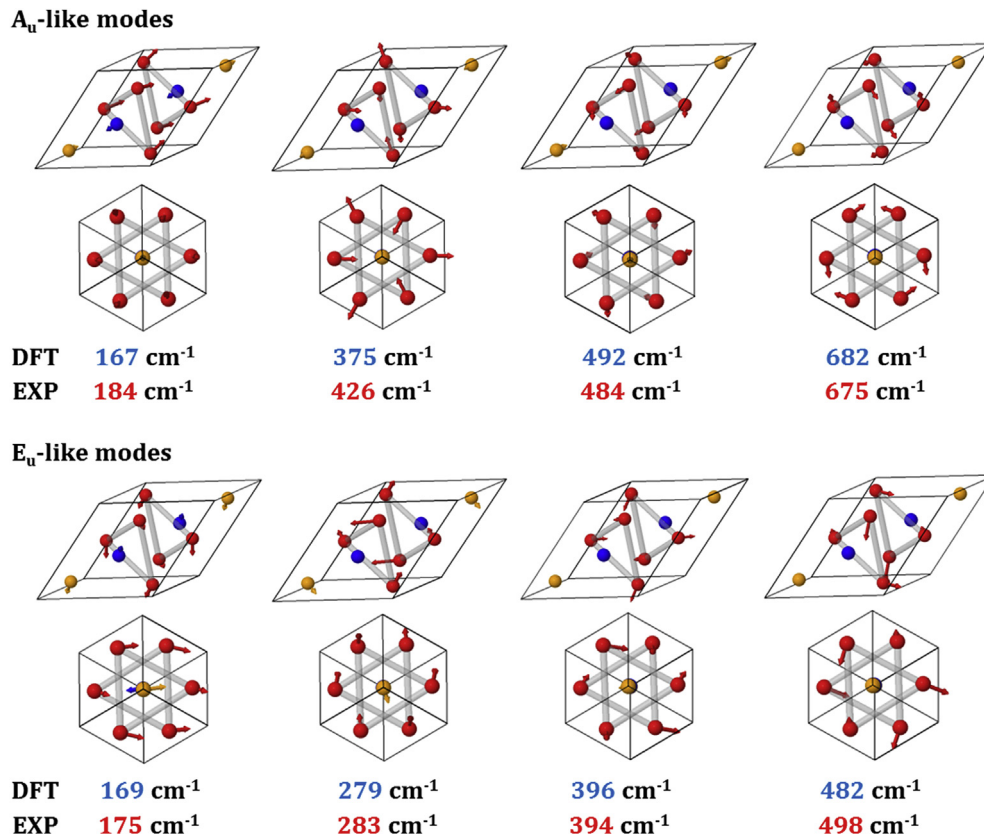 Aᵤ-like modes
DFT 167 cm⁻¹ 375 cm⁻¹ 492 cm⁻¹ 682 cm⁻¹
EXP 184 cm⁻¹ 426 cm⁻¹ 484 cm⁻¹ 675 cm⁻¹
Eᵤ-like modes
DFT 169 cm⁻¹ 279 cm⁻¹ 396 cm⁻¹ 482 cm⁻¹
EXP 175 cm⁻¹ 283 cm⁻¹ 394 cm⁻¹ 498 cm⁻¹